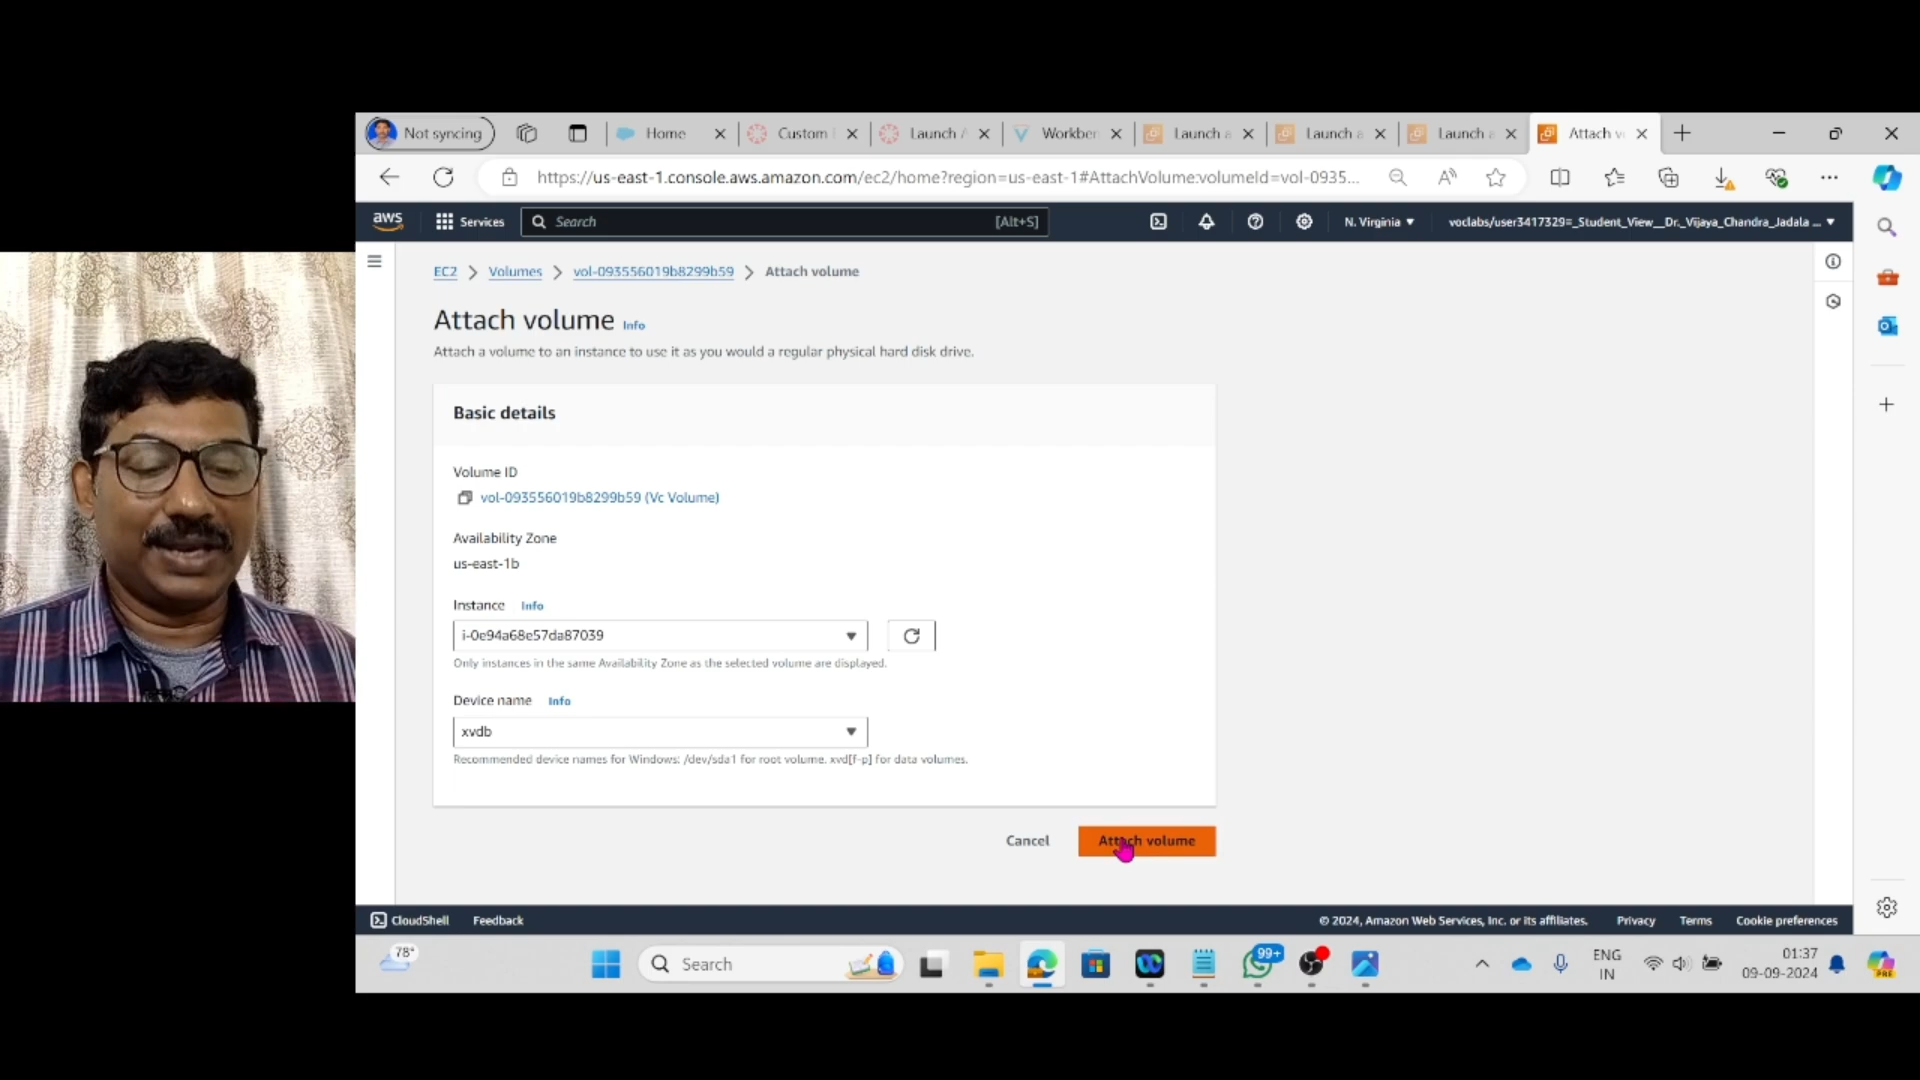 Not syncing
Home
Custom
Launch
Workben
Launch a
Launch a
Launch a
Attach v
https://us-east-1.console.aws.amazon.com/ec2/home?region=us-east-1#AttachVolume:volumeId=vol-0935...
aws
Services
Search
[Alt+S]
N. Virginia
voclabs/user3417329=_Student_View__Dr._Vijaya_Chandra_Jadala ...
EC2 > Volumes > vol-093556019b8299b59 > Attach volume
Attach volume Info
Attach a volume to an instance to use it as you would a regular physical hard disk drive.
Basic details
Volume ID
vol-093556019b8299b59 (Vc Volume)
Availability Zone
us-east-1b
Instance Info
i-0e94a68e57da87039
Only instances in the same Availability Zone as the selected volume are displayed.
Device name Info
xvdb
Recommended device names for Windows: /dev/sda1 for root volume. xvd[f-p] for data volumes.
Cancel
Attach volume
CloudShell
Feedback
© 2024, Amazon Web Services, Inc. or its affiliates.
Privacy
Terms
Cookie preferences
78°
Search
99+
ENG
IN
01:37
09-09-2024
PRE